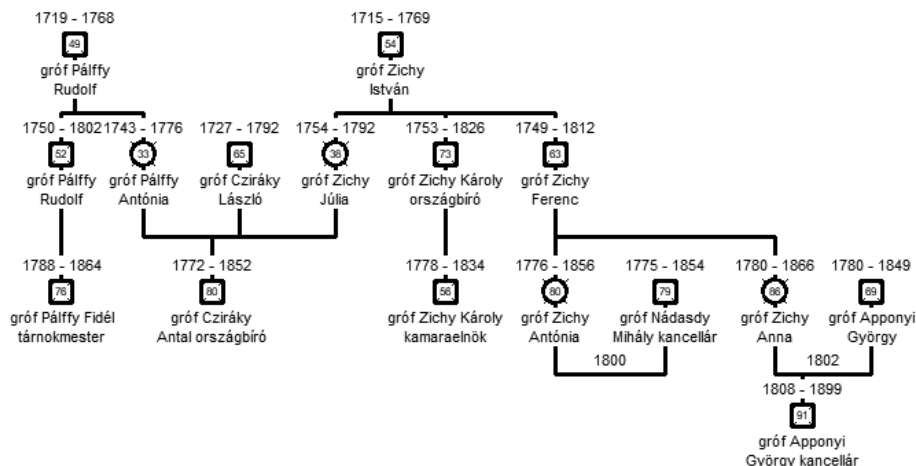 1719 - 1768
1715 - 1769
49
54
gróf Pálffy
Rudolf
gróf Zichy
István
1750 - 1802
1743 - 1776
1727 - 1792
1754 - 1792
1753 - 1826
1749 - 1812
52
33
65
38
73
63
gróf Pálffy
Rudolf
gróf Pálffy
Antónia
gróf Cziráky
László
gróf Zichy
Júlia
gróf Zichy Károly
országbíró
gróf Zichy
Ferenc
1788 - 1864
1772 - 1852
1778 - 1834
1776 - 1856
1775 - 1854
1780 - 1866
1780 - 1849
76
80
56
80
79
86
69
gróf Pálffy Fidél
tárnokmester
gróf Cziráky
Antal országbíró
gróf Zichy Károly
kamaraelnök
gróf Zichy
Antónia
gróf Nádasdy
Mihály kancellár
gróf Zichy
Anna
gróf Apponyi
György
1800
1802
1808 - 1899
91
gróf Apponyi
György kancellár